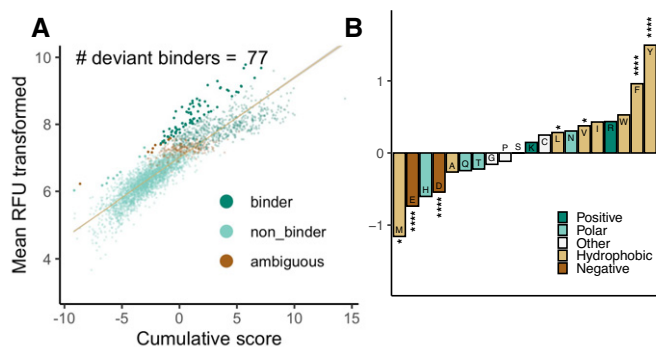 A
# deviant binders = 77
Mean RFU transformed
10
8
6
4
-10
-5
0
5
10
15
Cumulative score
binder
non_binder
ambiguous
B
1
0
−1
M
E
H
D
A
Q
T
G
P
S
K
C
L
N
V
I
R
W
F
Y
*
****
****
*
*
****
****
Positive
Polar
Other
Hydrophobic
Negative